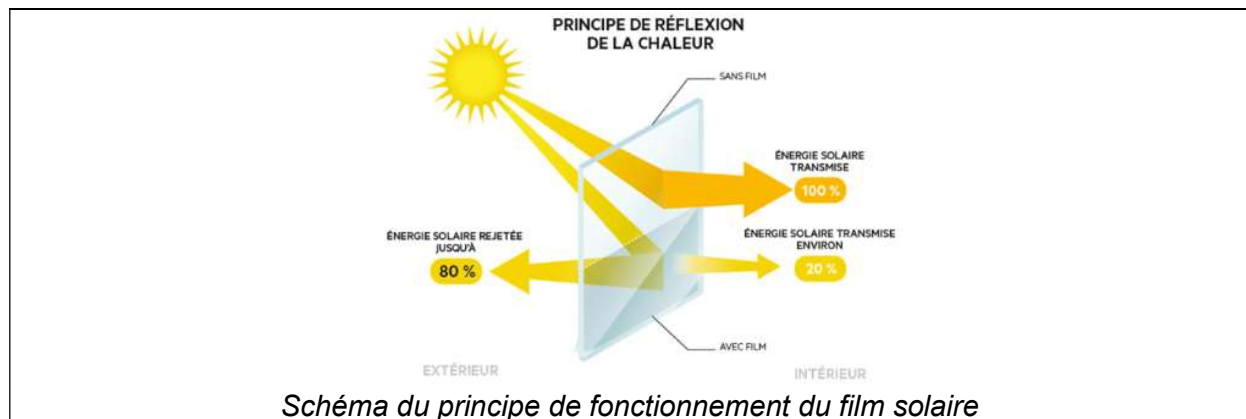 PRINCIPE DE RÉFLEXION
DE LA CHALEUR
SANS FILM
ÉNERGIE SOLAIRE
TRANSMISE
100 %
ÉNERGIE SOLAIRE REJETÉE
JUSQU'À
80 %
ÉNERGIE SOLAIRE TRANSMISE
ENVIRON
20 %
AVEC FILM
EXTÉRIEUR
INTÉRIEUR
Schéma du principe de fonctionnement du film solaire